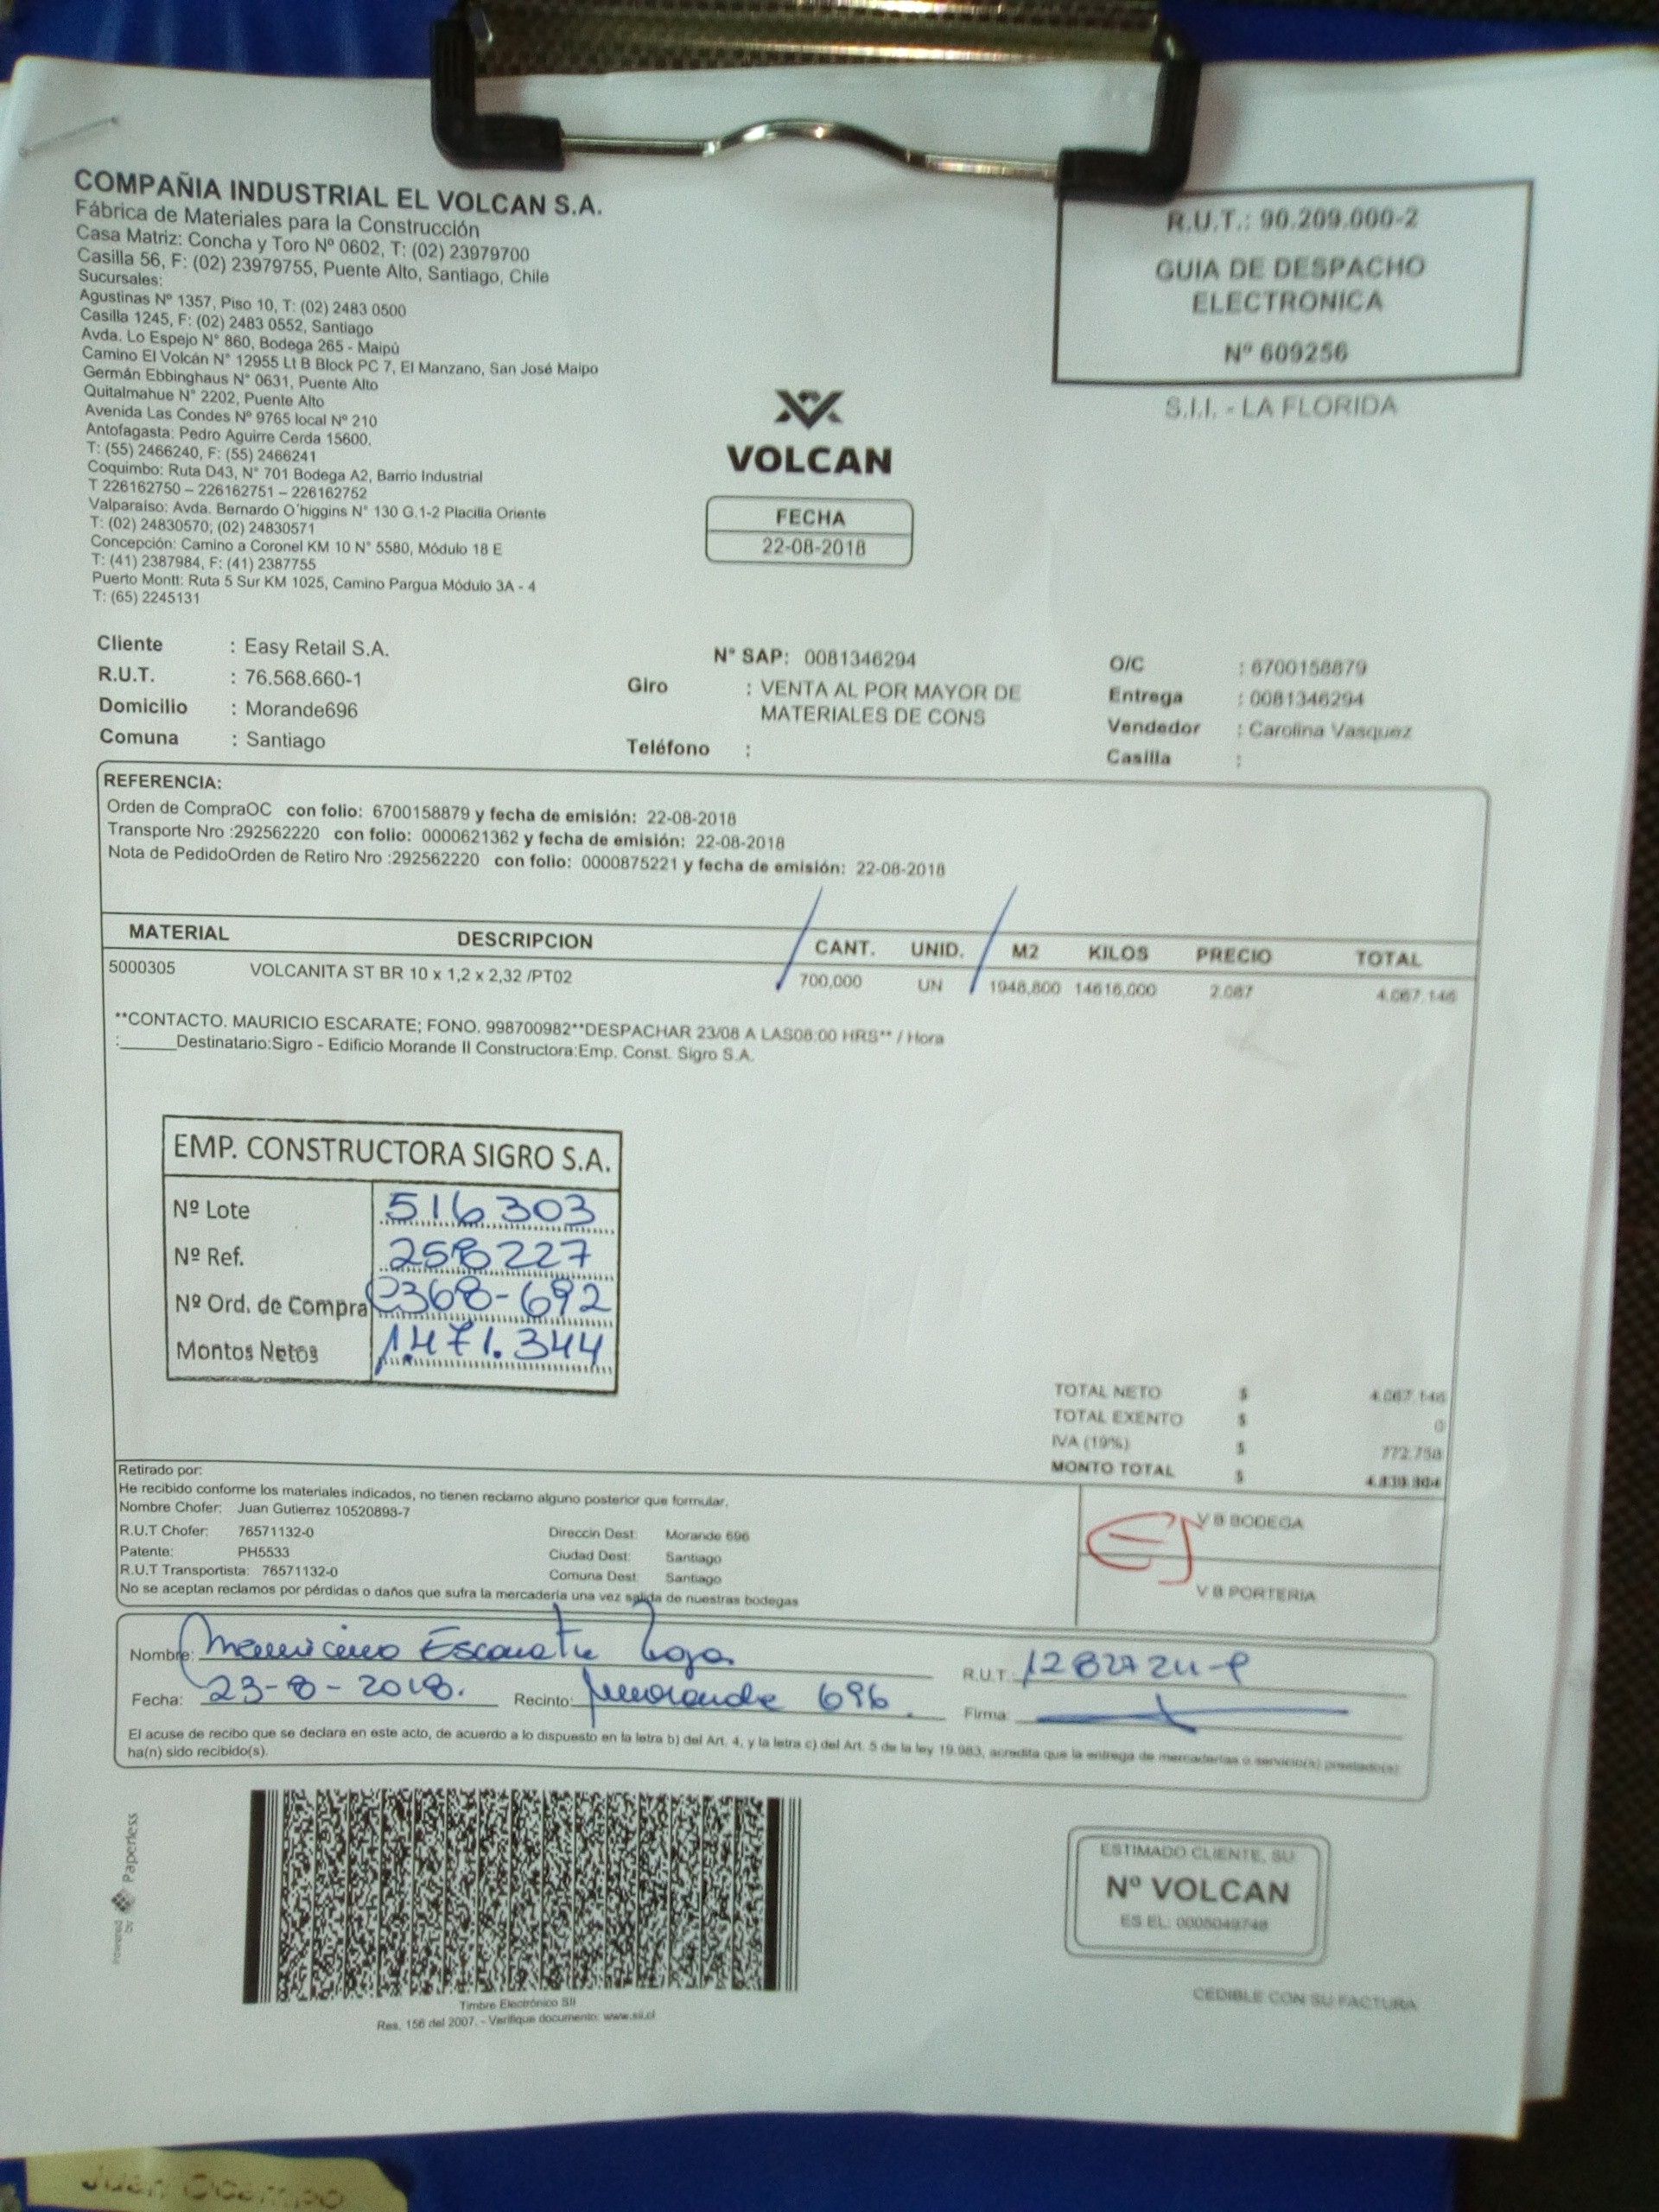 COMPAÑIA INDUSTRIAL EL VOLCAN S.A.
Fábrica de Materiales para la Construcción
Casa Matriz: Concha y Toro Nº 0602, T: (02) 23979700
Casilla 56, F: (02) 23979755, Puente Alto, Santiago, Chile
Sucursales:
Agustinas Nº 1357, Piso 10, T: (02) 2483 0500
Casilla 1245, F: (02) 2483 0552, Santiago
Avda. Lo Espejo N° 860, Bodega 265 - Maipú
Camino El Volcán N° 12955 Lt B Block PC 7, El Manzano, San José Maipo
Germán Ebbinghaus N° 0631, Puente Alto
Quitalmahue N° 2202, Puente Alto
Avenida Las Condes Nº 9765 local Nº 210
Antofagasta: Pedro Aguirre Cerda 15600,
T: (55) 2466240, F: (55) 2466241
Coquimbo: Ruta D43, N° 701 Bodega A2, Barrio Industrial
T 226162750 – 226162751 – 226162752
Valparaíso: Avda. Bernardo O´higgins N° 130 G.1-2 Placilla Oriente
T: (02) 24830570; (02) 24830571
Concepción: Camino a Coronel KM 10 N° 5580, Módulo 18 E
T: (41) 2387984, F: (41) 2387755
Puerto Montt: Ruta 5 Sur KM 1025, Camino Pargua Módulo 3A - 4
T: (65) 2245131
R.U.T.: 90.209.000-2
GUIA DE DESPACHO
ELECTRONICA
Nº 609256
S.I.I. - LA FLORIDA
VOLCAN
FECHA
22-08-2018
Cliente : Easy Retail S.A.
R.U.T. : 76.568.660-1
Domicilio : Morande696
Comuna : Santiago
N° SAP: 0081346294
Giro : VENTA AL POR MAYOR DE
MATERIALES DE CONS
Teléfono :
O/C : 6700158879
Entrega : 0081346294
Vendedor : Carolina Vasquez
Casilla :
REFERENCIA:
Orden de CompraOC con folio: 6700158879 y fecha de emisión: 22-08-2018
Transporte Nro :292562220 con folio: 0000621362 y fecha de emisión: 22-08-2018
Nota de PedidoOrden de Retiro Nro :292562220 con folio: 0000875221 y fecha de emisión: 22-08-2018
MATERIAL DESCRIPCION CANT. UNID. M2 KILOS PRECIO TOTAL
5000305 VOLCANITA ST BR 10 x 1,2 x 2,32 /PT02 700,000 UN 1948,800 14616,000 2.087 4.067.146
**CONTACTO. MAURICIO ESCARATE; FONO. 998700982**DESPACHAR 23/08 A LAS08:00 HRS** / Hora
:______Destinatario:Sigro - Edificio Morande II Constructora:Emp. Const. Sigro S.A.
EMP. CONSTRUCTORA SIGRO S.A.
Nº Lote 516303
Nº Ref. 258227
Nº Ord. de Compra 2368-692
Montos Netos 1.471.344
TOTAL NETO $ 4.067.146
TOTAL EXENTO $ 0
IVA (19%) $ 772.758
MONTO TOTAL $ 4.839.904
Retirado por:
He recibido conforme los materiales indicados, no tienen reclamo alguno posterior que formular.
Nombre Chofer: Juan Gutierrez 10520893-7
R.U.T Chofer: 76571132-0 Direccin Dest: Morande 696
Patente: PH5533 Ciudad Dest: Santiago
R.U.T Transportista: 76571132-0 Comuna Dest: Santiago
No se aceptan reclamos por pérdidas o daños que sufra la mercadería una vez salida de nuestras bodegas
V B BODEGA
V B PORTERIA
Nombre: Mauricio Escarate
R.U.T.
Fecha: 23-8-2018. Recinto: Morande 696.
Firma:
El acuse de recibo que se declara en este acto, de acuerdo a lo dispuesto en la letra b) del Art. 4, y la letra c) del Art. 5 de la ley 19.983, acredita que la entrega de mercaderías o servicio(s) prestado(s)
ha(n) sido recibido(s).
Powered by Paperless
Timbre Electrónico SII
Res. 156 del 2007. - Verifique documento: www.sii.cl
ESTIMADO CLIENTE, SU
Nº VOLCAN
ES EL: 0005049748
CEDIBLE CON SU FACTURA